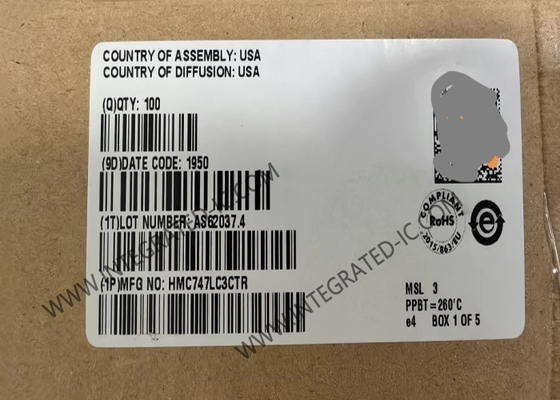 COUNTRY OF ASSEMBLY: USA
COUNTRY OF DIFFUSION: USA
(Q)QTY: 100
(9D)DATE CODE: 1950
(1T)LOT NUMBER: AS62037.4
(1P)MFG NO: HMC747LC3CTR
COMPLIANT
RoHS
2015/863/EU
e
MSL 3
PPBT=260°C
e4 BOX 1 OF 5
WWW.INTEGRATED-IC.COM
WWW.INTEGRATED-IC.COM